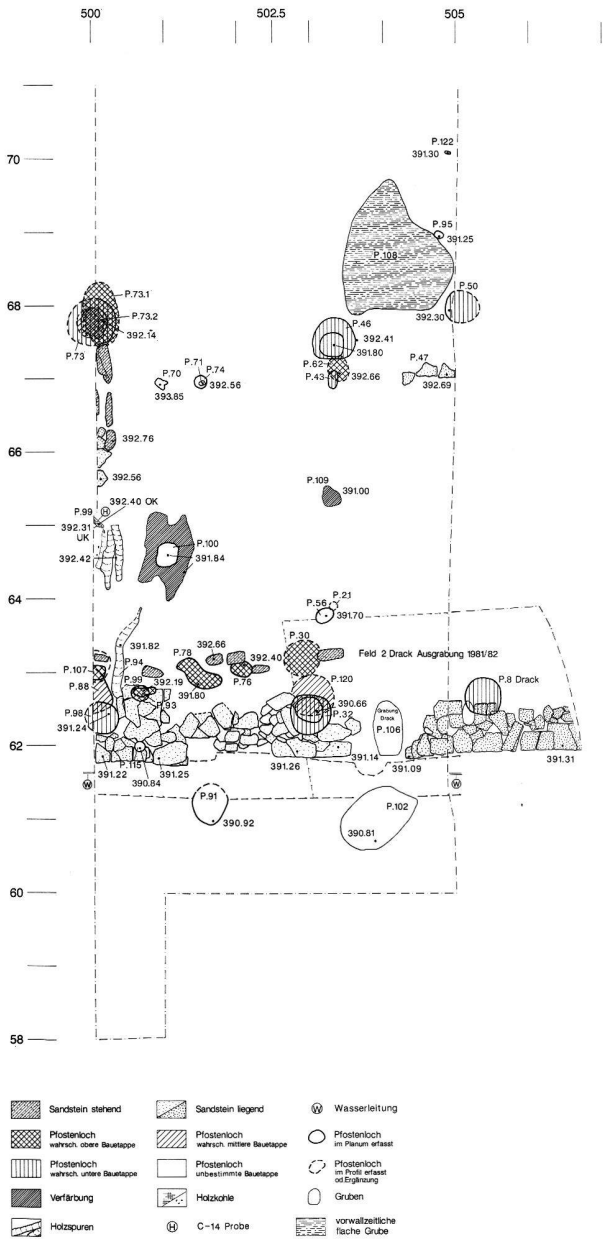 500 502.5 505
70
P.122
391.30
P.95
391.25
P.108
P.73.1
68
P.50
392.30
P.73.2
392.14
P.46
392.41
391.80
P.73
P.71
P.74
P.70
392.56
393.85
P.62
P.43
392.66
P.47
392.69
66
392.76
392.56
P.109
391.00
392.40 OK
P.99
H
392.31
UK
392.42
P.100
391.84
P.21
P.56
391.70
64
391.82
P.78
392.66
P.30
392.40
Feld 2 Drack Ausgrabung 1981/82
P.94
P.107
P.99
392.19
P.76
P.88
391.80
P.120
P.8 Drack
P.93
390.66
P.32
P.98
391.24
Grabung
Drack
P.106
62
P.115
391.22
391.25
390.84
391.26
391.14
391.09
391.31
W
W
P.91
390.92
P.102
390.81
60
58
Sandstein stehend
Sandstein liegend
W Wasserleitung
Pfostenloch
wahrsch. obere Bauetappe
Pfostenloch
wahrsch. mittlere Bauetappe
Pfostenloch
im Planum erfasst
Pfostenloch
wahrsch. untere Bauetappe
Pfostenloch
unbestimmte Bauetappe
Pfostenloch
im Profil erfasst
od. Ergänzung
Verfärbung
Holzkohle
Gruben
Holzspuren
H C-14 Probe
vorwallzeitliche
flache Grube